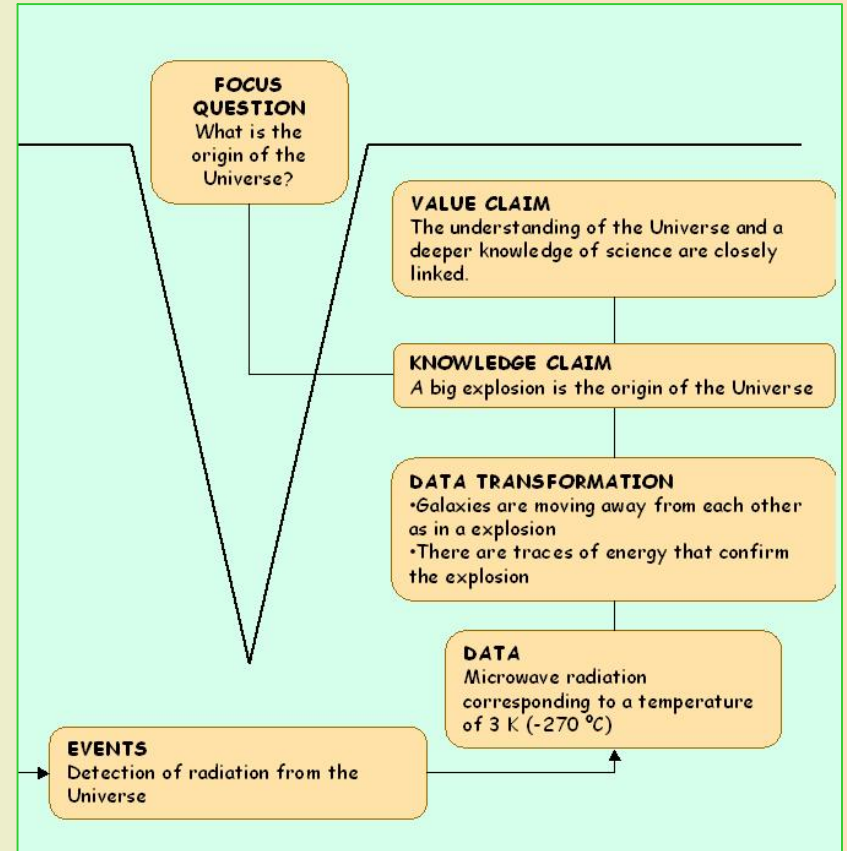 FOCUS
QUESTION
What is the
origin of the
Universe?
VALUE CLAIM
The understanding of the Universe and a
deeper knowledge of science are closely
linked.
KNOWLEDGE CLAIM
A big explosion is the origin of the Universe
DATA TRANSFORMATION
•Galaxies are moving away from each other
as in a explosion
•There are traces of energy that confirm
the explosion
DATA
Microwave radiation
corresponding to a temperature
of 3 K (-270 ºC)
EVENTS
Detection of radiation from the
Universe